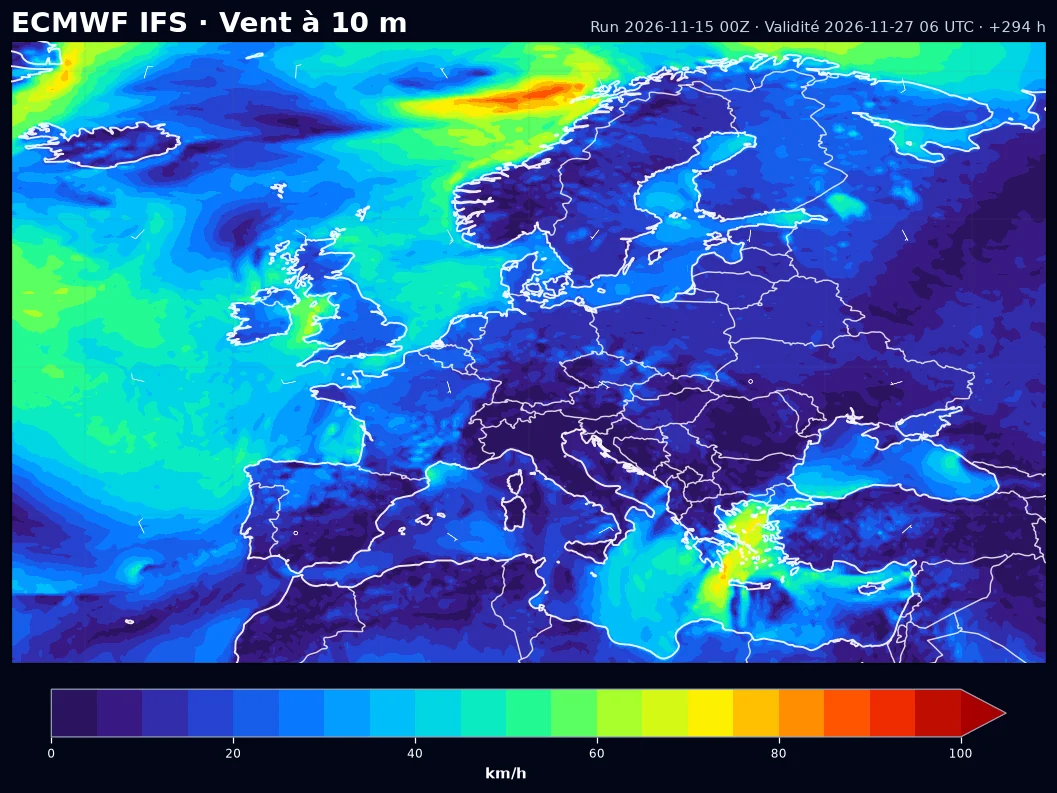 ECMWF IFS · Vent à 10 m
Run 2026-11-15 00Z · Validité 2026-11-27 06 UTC · +294 h
0 20 40 60 80 100
km/h